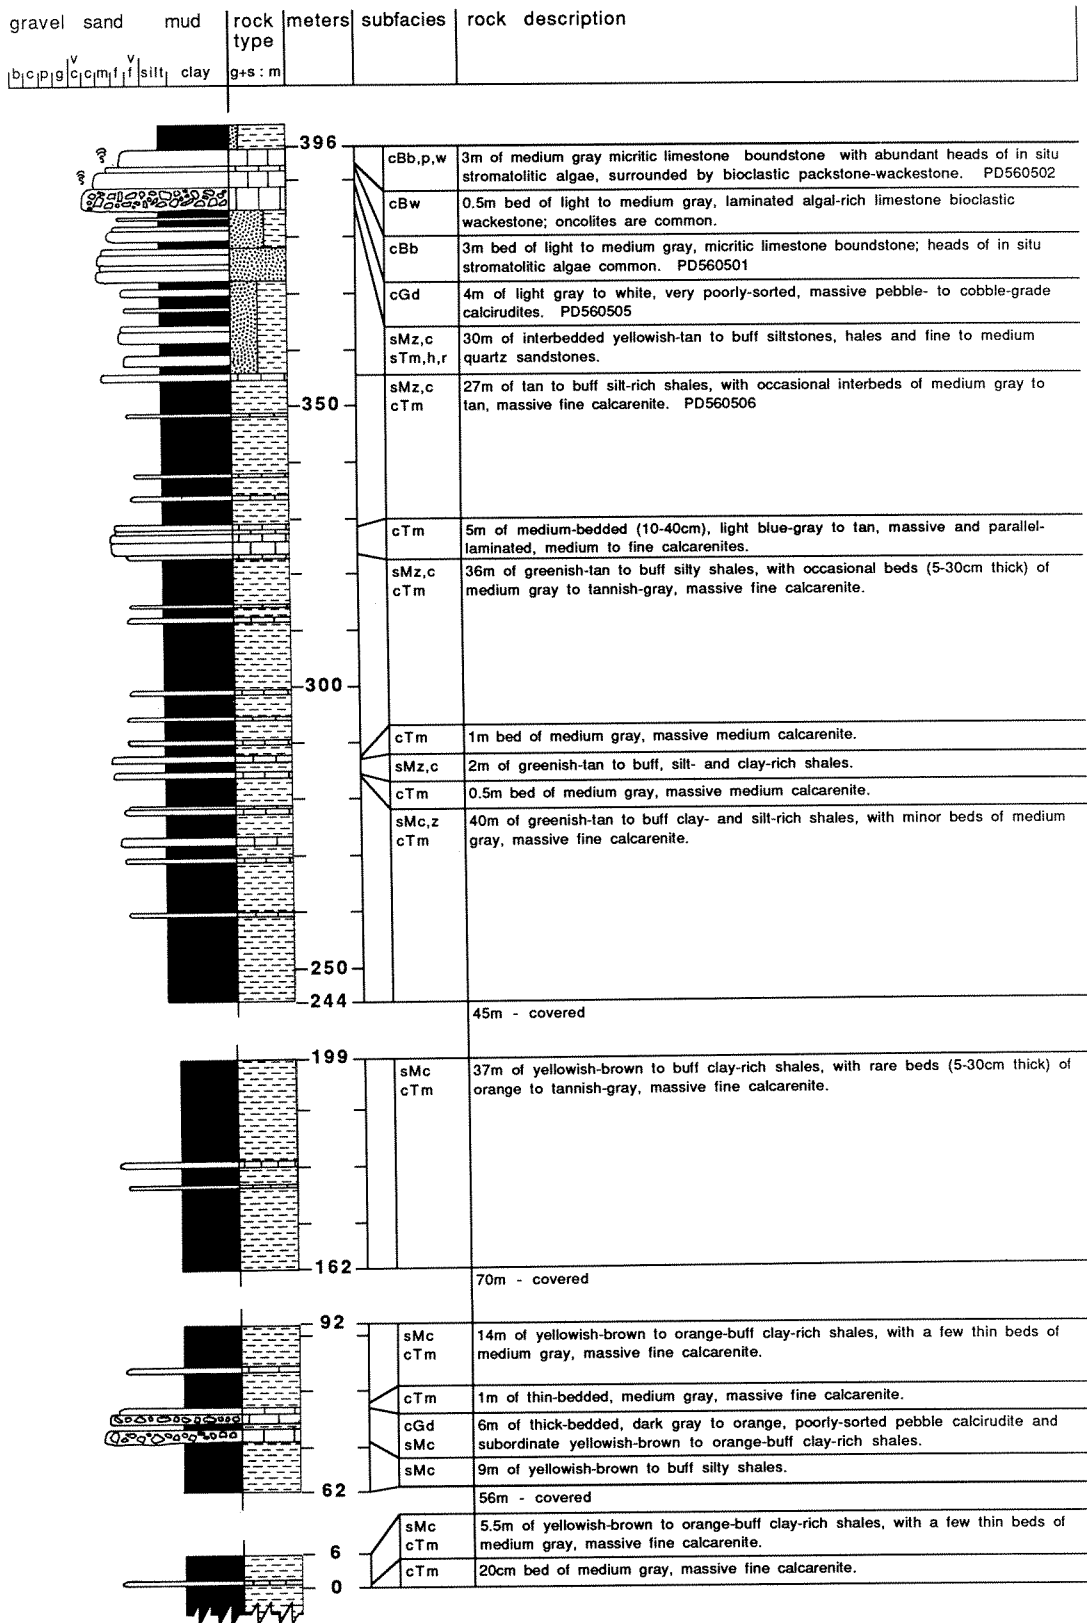 gravel sand mud rock type meters subfacies rock description
v v
b c p g c c m f f silt clay g+s : m
396
cBb,p,w 3m of medium gray micritic limestone boundstone with abundant heads of in situ
stromatolitic algae, surrounded by bioclastic packstone-wackestone. PD560502
cBw 0.5m bed of light to medium gray, laminated algal-rich limestone bioclastic
wackestone; oncolites are common.
cBb 3m bed of light to medium gray, micritic limestone boundstone; heads of in situ
stromatolitic algae common. PD560501
cGd 4m of light gray to white, very poorly-sorted, massive pebble- to cobble-grade
calcirudites. PD560505
sMz,c 30m of interbedded yellowish-tan to buff siltstones, hales and fine to medium
sTm,h,r quartz sandstones.
sMz,c 27m of tan to buff silt-rich shales, with occasional interbeds of medium gray to
350 cTm tan, massive fine calcarenite. PD560506
cTm 5m of medium-bedded (10-40cm), light blue-gray to tan, massive and parallel-
laminated, medium to fine calcarenites.
sMz,c 36m of greenish-tan to buff silty shales, with occasional beds (5-30cm thick) of
cTm medium gray to tannish-gray, massive fine calcarenite.
300
cTm 1m bed of medium gray, massive medium calcarenite.
sMz,c 2m of greenish-tan to buff, silt- and clay-rich shales.
cTm 0.5m bed of medium gray, massive medium calcarenite.
sMc,z 40m of greenish-tan to buff clay- and silt-rich shales, with minor beds of medium
cTm gray, massive fine calcarenite.
250
244
45m - covered
199
sMc 37m of yellowish-brown to buff clay-rich shales, with rare beds (5-30cm thick) of
cTm orange to tannish-gray, massive fine calcarenite.
162
70m - covered
92
sMc 14m of yellowish-brown to orange-buff clay-rich shales, with a few thin beds of
cTm medium gray, massive fine calcarenite.
cTm 1m of thin-bedded, medium gray, massive fine calcarenite.
cGd 6m of thick-bedded, dark gray to orange, poorly-sorted pebble calcirudite and
sMc subordinate yellowish-brown to orange-buff clay-rich shales.
sMc 9m of yellowish-brown to buff silty shales.
62
56m - covered
sMc 5.5m of yellowish-brown to orange-buff clay-rich shales, with a few thin beds of
cTm medium gray, massive fine calcarenite.
6
cTm 20cm bed of medium gray, massive fine calcarenite.
0